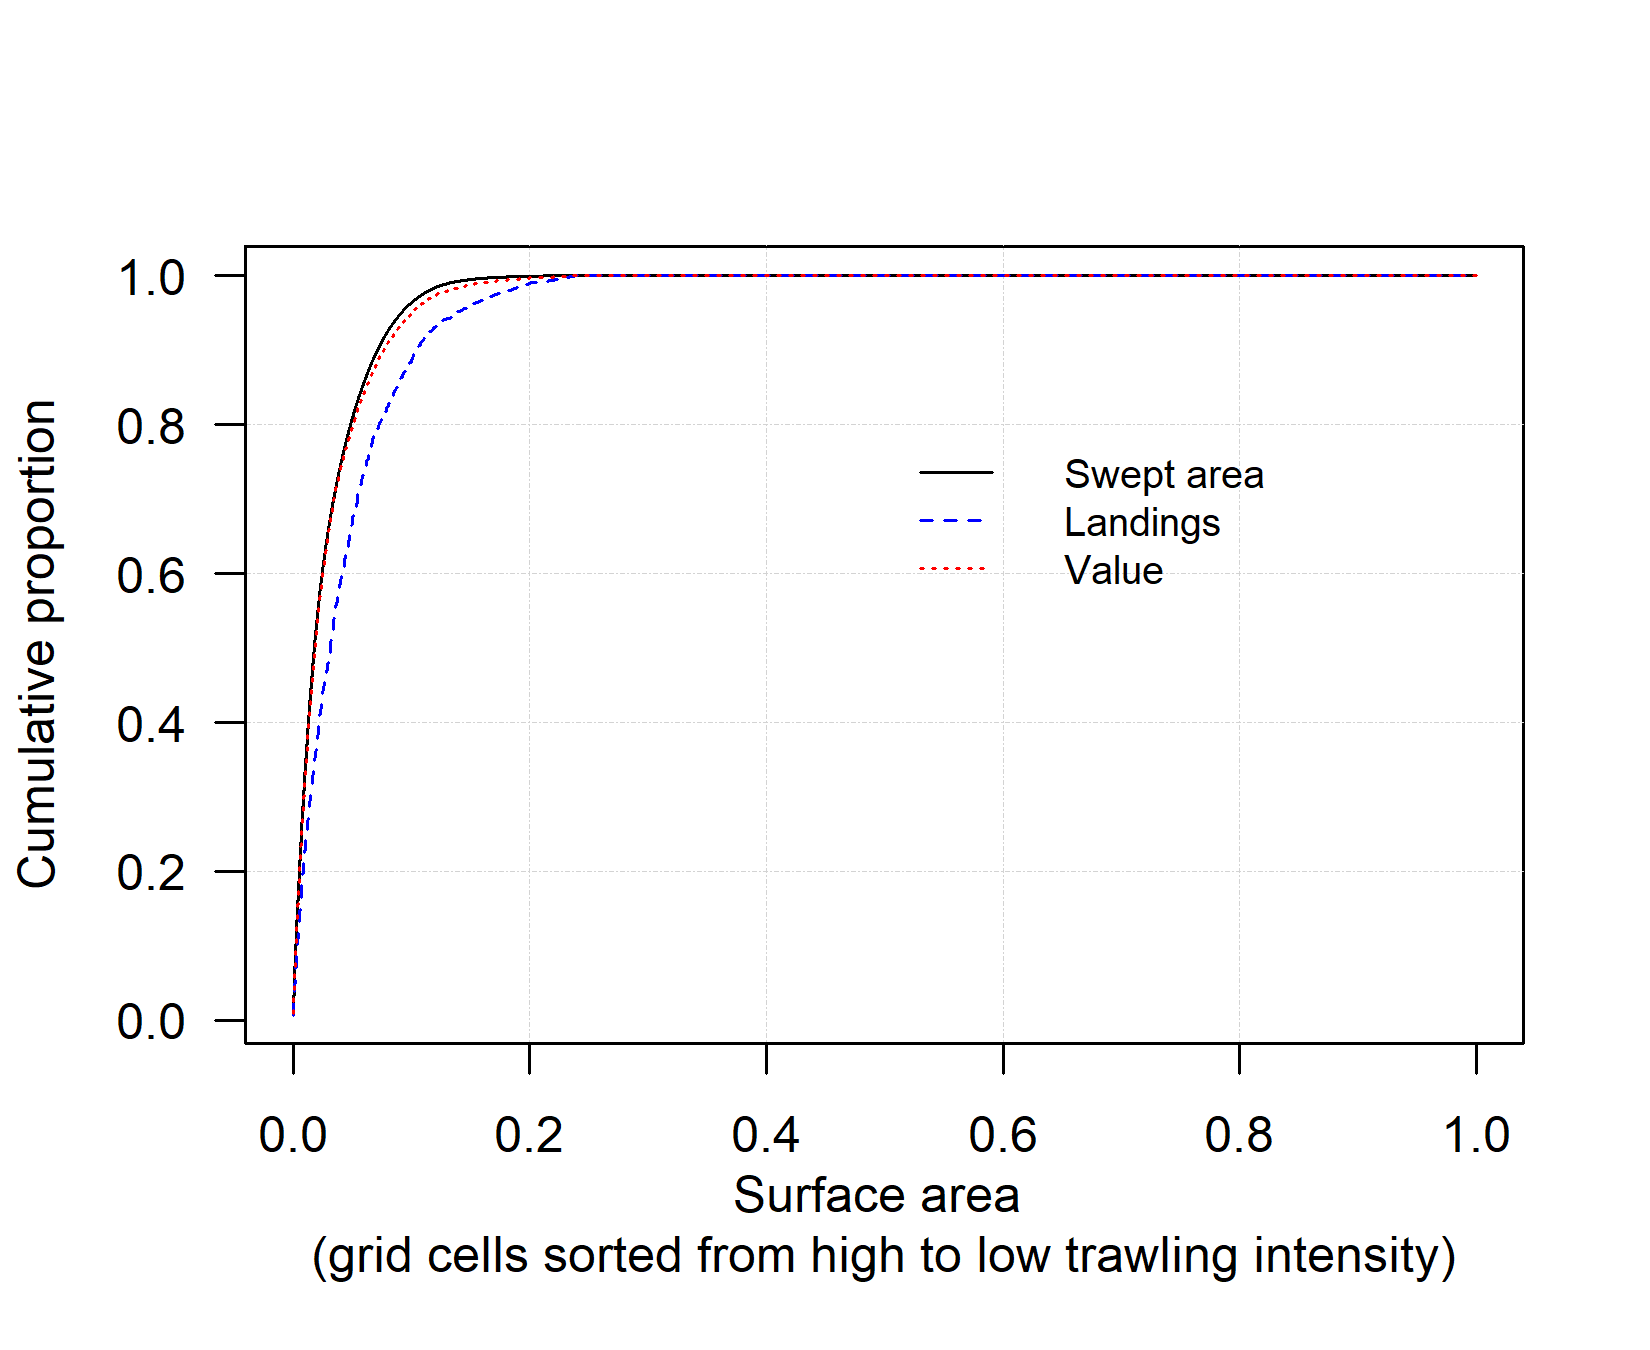 Cumulative proportion
1.0
0.8
0.6
0.4
0.2
0.0
Swept area
Landings
Value
0.0 0.2 0.4 0.6 0.8 1.0
Surface area
(grid cells sorted from high to low trawling intensity)